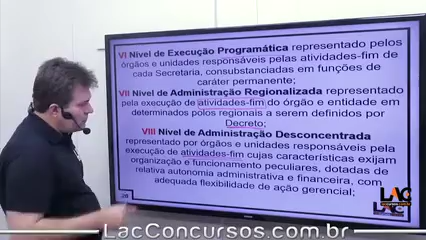 VI Nível de Execução Programática representado pelos
órgãos e unidades responsáveis pelas atividades-fim de
cada Secretaria, consubstanciadas em funções de
caráter permanente;
VII Nível de Administração Regionalizada representado
pela execução de atividades-fim do órgão e entidade em
determinados polos regionais a serem definidos por
Decreto;
VIII Nível de Administração Desconcentrada
representado por órgãos e unidades responsáveis pela
execução de atividades-fim cujas características exijam
organização e funcionamento peculiares, dotadas de
relativa autonomia administrativa e financeira, com
adequada flexibilidade de ação gerencial;
LAC
LAC
LacConcursos.com.br